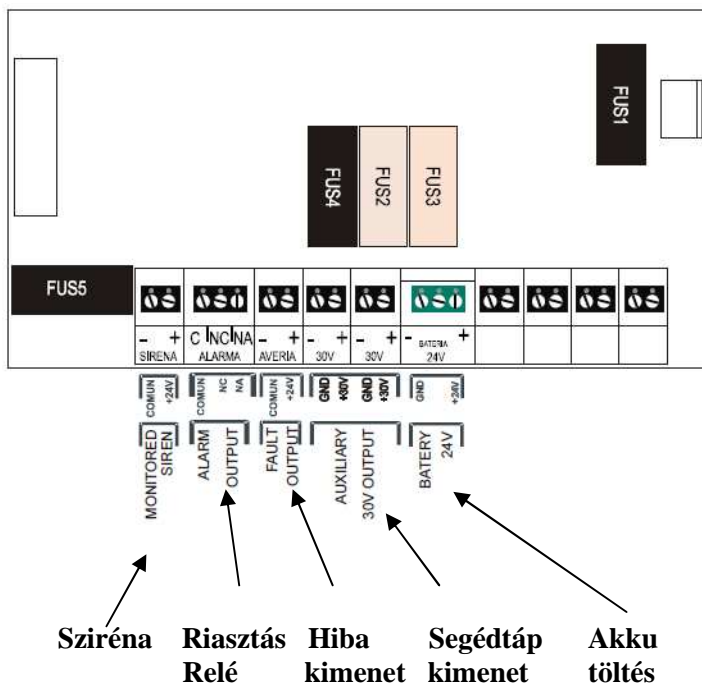 FUS1
FUS4
FUS2
FUS3
FUS5
- +
SIRENA
C NC NA
ALARMA
- +
AVERIA
- +
30V
- +
30V
- BATERIA +
24V
COMUN
+24V
COMUN
NC
NA
COMUN
+24V
GND
+30V
GND
+30V
GND
+24V
MONITORED
SIREN
ALARM
OUTPUT
FAULT
OUTPUT
AUXILIARY
30V OUTPUT
BATERY
24V
Sziréna
Riasztás
Relé
Hiba
kimenet
Segédtáp
kimenet
Akku
töltés